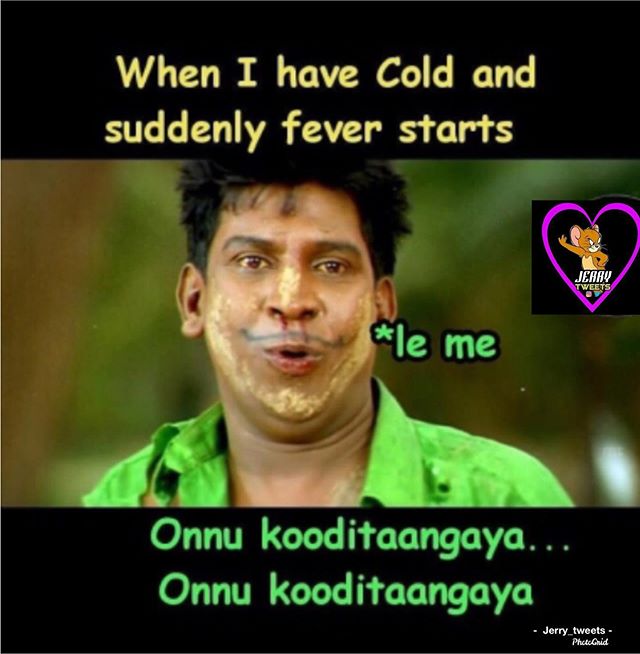 When I have Cold and
suddenly fever starts
JERRY
TWEETS
*le me
Onnu kooditaangaya...
Onnu kooditaangaya
- Jerry_tweets -
PhotoGrid